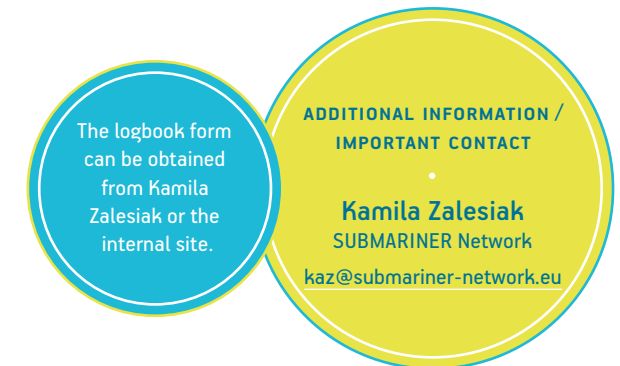 The logbook form
can be obtained
from Kamila
Zalesiak or the
internal site.
ADDITIONAL INFORMATION /
IMPORTANT CONTACT
•
Kamila Zalesiak
SUBMARINER Network
kaz@submariner-network.eu